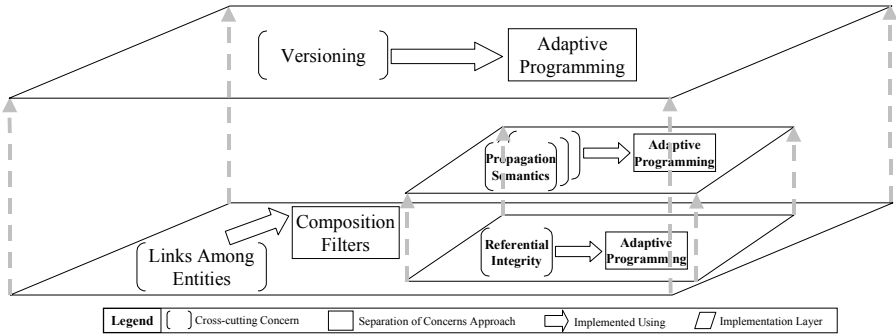 Versioning
Adaptive
Programming
Propagation
Semantics
Adaptive
Programming
Composition
Filters
Links Among
Entities
Referential
Integrity
Adaptive
Programming
Legend Cross-cutting Concern Separation of Concerns Approach Implemented Using Implementation Layer